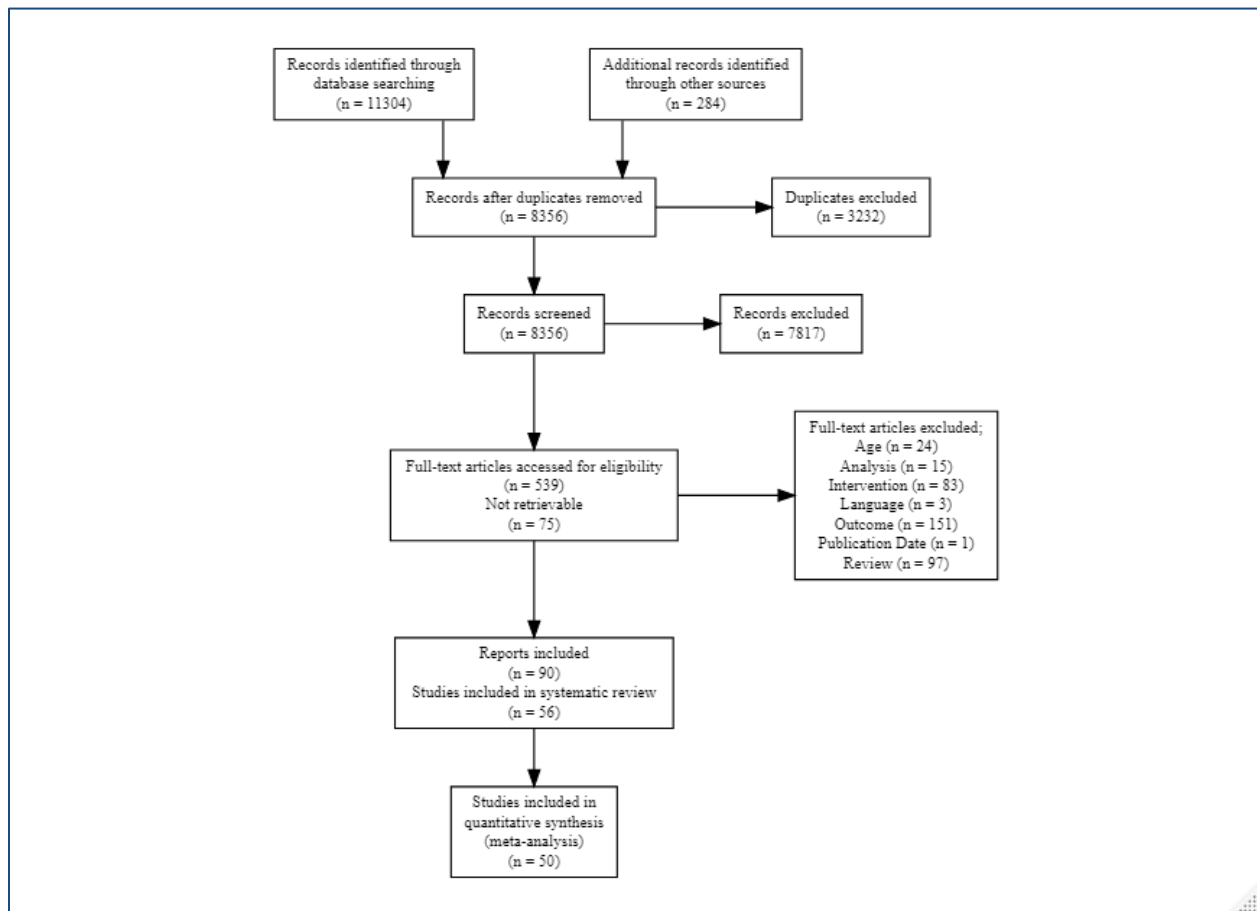 Records identified through
database searching
(n = 11304)
Additional records identified
through other sources
(n = 284)
Records after duplicates removed
(n = 8356)
Duplicates excluded
(n = 3232)
Records screened
(n = 8356)
Records excluded
(n = 7817)
Full-text articles accessed for eligibility
(n = 539)
Not retrievable
(n = 75)
Full-text articles excluded;
Age (n = 24)
Analysis (n = 15)
Intervention (n = 83)
Language (n = 3)
Outcome (n = 151)
Publication Date (n = 1)
Review (n = 97)
Reports included
(n = 90)
Studies included in systematic review
(n = 56)
Studies included in
quantitative synthesis
(meta-analysis)
(n = 50)